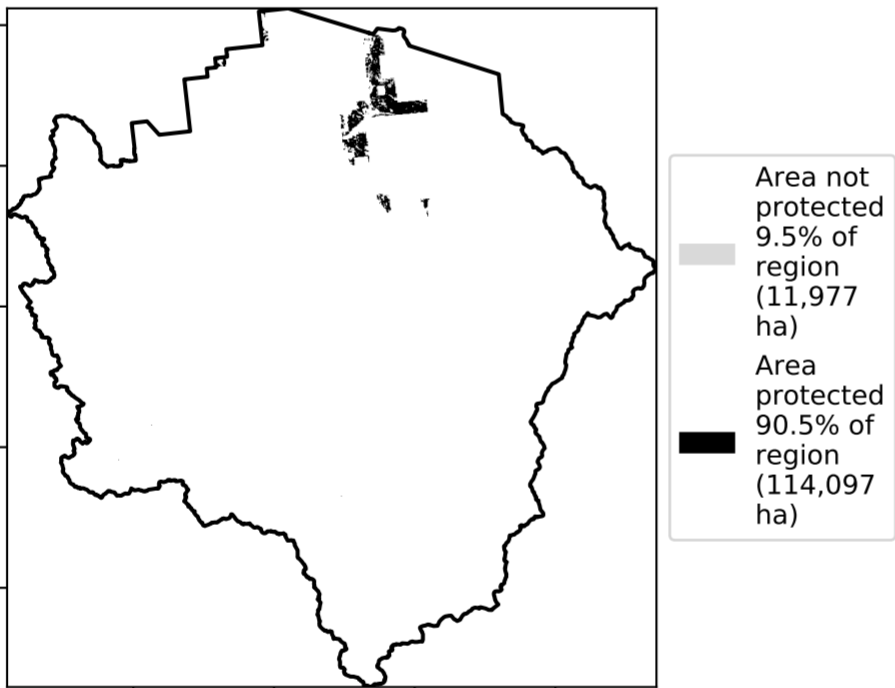 Area not
protected
9.5% of
region
(11,977
ha)
Area
protected
90.5% of
region
(114,097
ha)